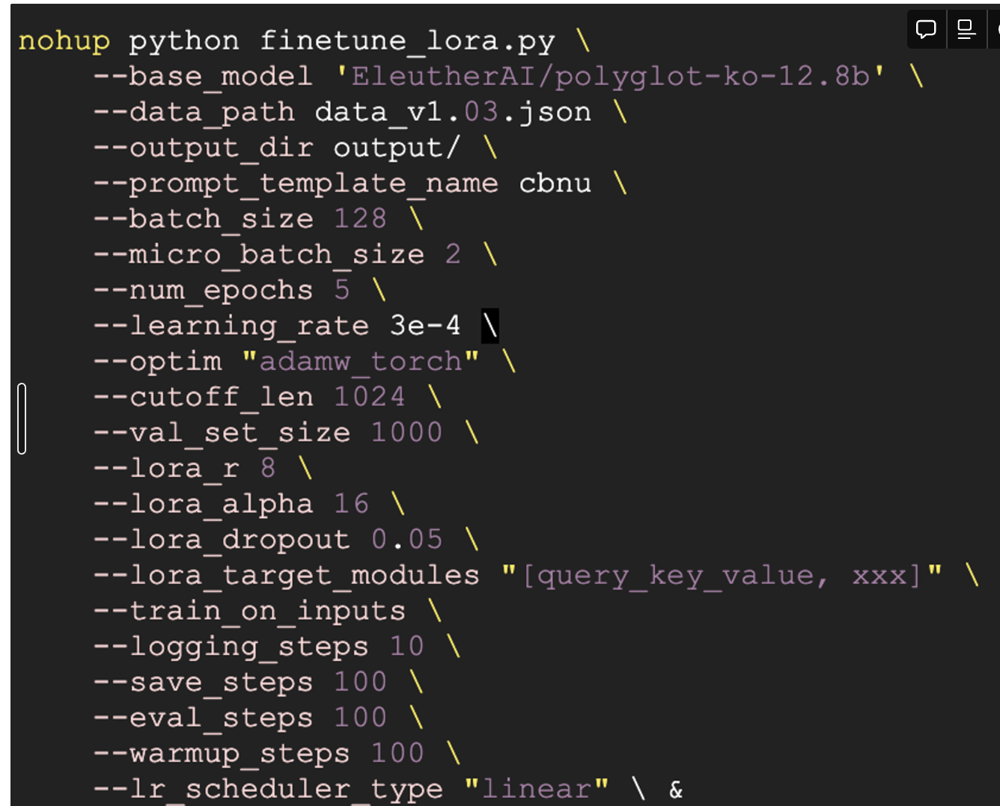 nohup python finetune_lora.py \
--base_model 'EleutherAI/polyglot-ko-12.8b' \
--data_path data_v1.03.json \
--output_dir output/ \
--prompt_template_name cbnu \
--batch_size 128 \
--micro_batch_size 2 \
--num_epochs 5 \
--learning_rate 3e-4 \
--optim "adamw_torch" \
--cutoff_len 1024 \
--val_set_size 1000 \
--lora_r 8 \
--lora_alpha 16 \
--lora_dropout 0.05 \
--lora_target_modules "[query_key_value, xxx]" \
--train_on_inputs \
--logging_steps 10 \
--save_steps 100 \
--eval_steps 100 \
--warmup_steps 100 \
--lr_scheduler_type "linear" \ &